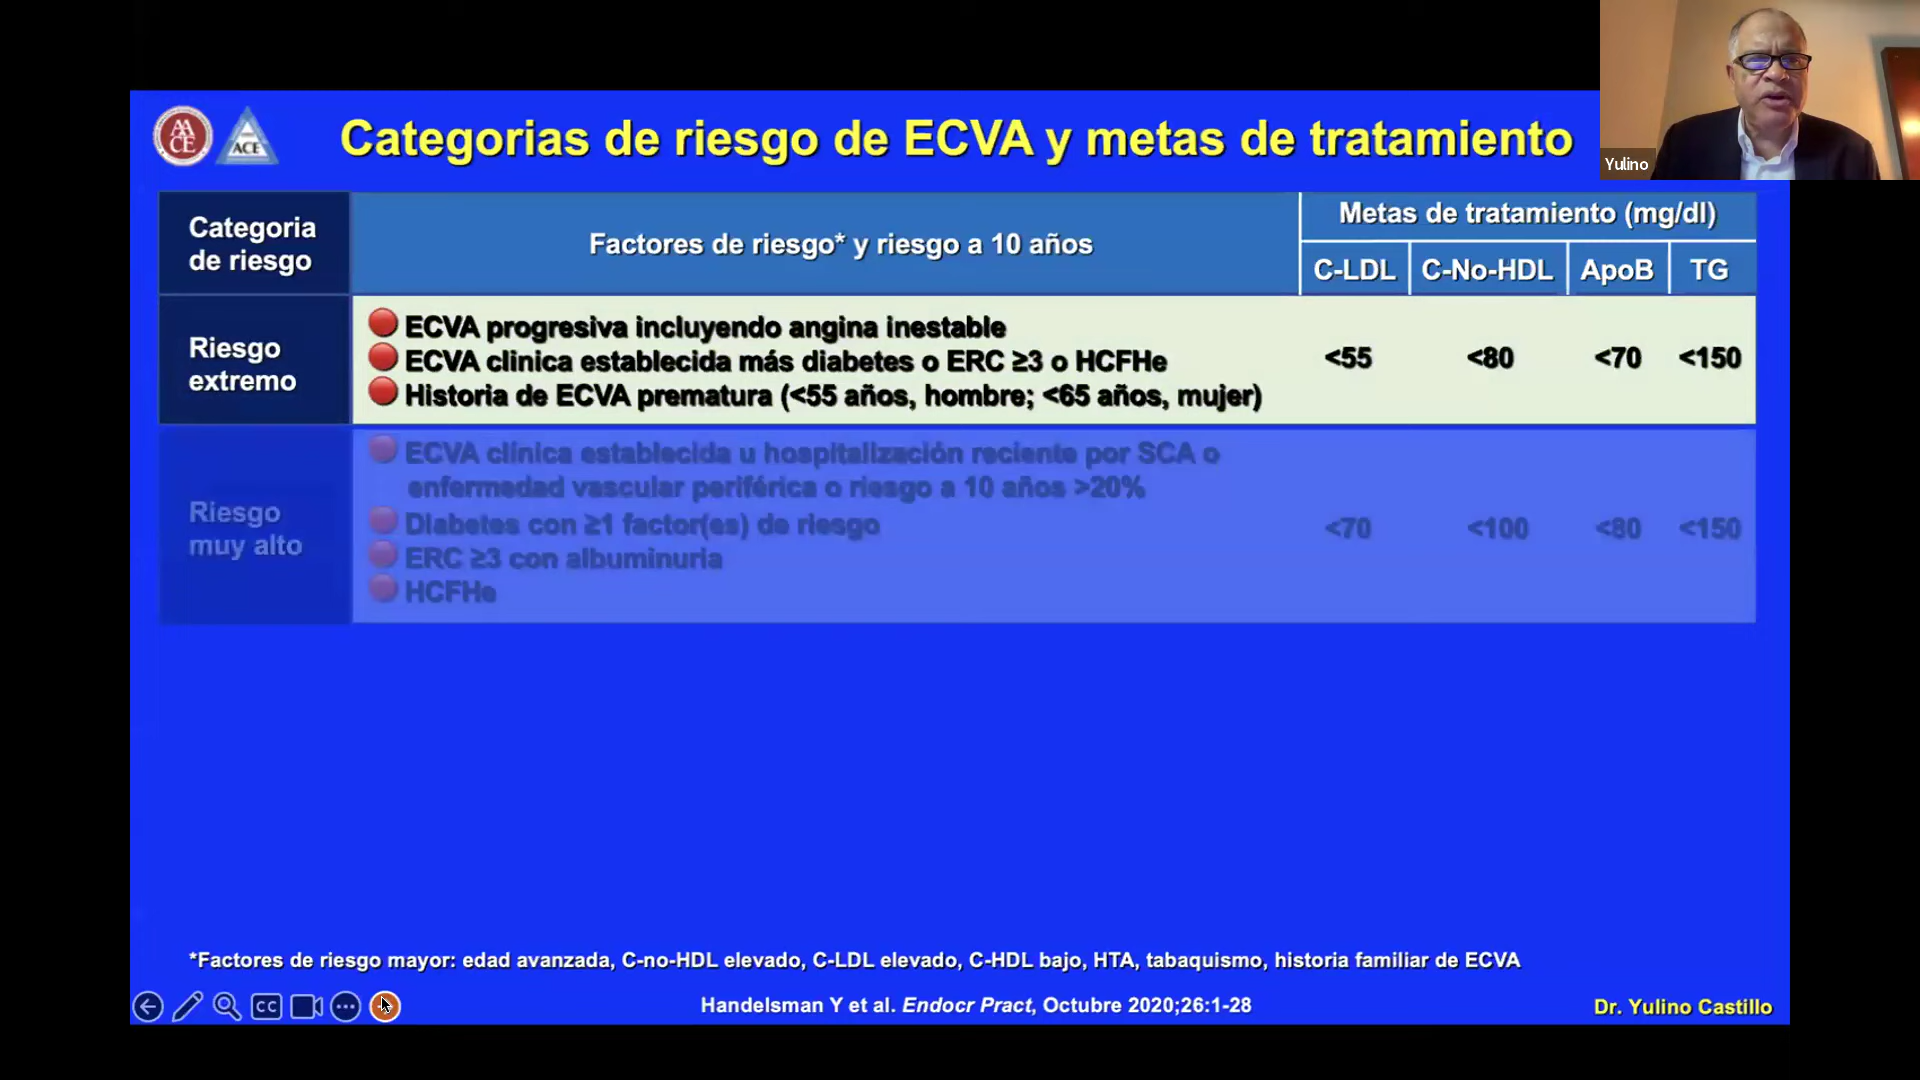 AACE
ACE
Categorias de riesgo de ECVA y metas de tratamiento
Yulino
Categoria
de riesgo
Factores de riesgo* y riesgo a 10 años
Metas de tratamiento (mg/dl)
C-LDL C-No-HDL ApoB TG
Riesgo
extremo
ECVA progresiva incluyendo angina inestable
ECVA clinica establecida más diabetes o ERC ≥3 o HCFHe
Historia de ECVA prematura (<55 años, hombre; <65 años, mujer)
<55 <80 <70 <150
Riesgo
muy alto
ECVA clínica establecida u hospitalización reciente por SCA o
enfermedad vascular periférica o riesgo a 10 años >20%
Diabetes con ≥1 factor(es) de riesgo
ERC ≥3 con albuminuria
HCFHe
<70 <100 <80 <150
*Factores de riesgo mayor: edad avanzada, C-no-HDL elevado, C-LDL elevado, C-HDL bajo, HTA, tabaquismo, historia familiar de ECVA
CC
Handelsman Y et al. Endocr Pract, Octubre 2020;26:1-28
Dr. Yulino Castillo